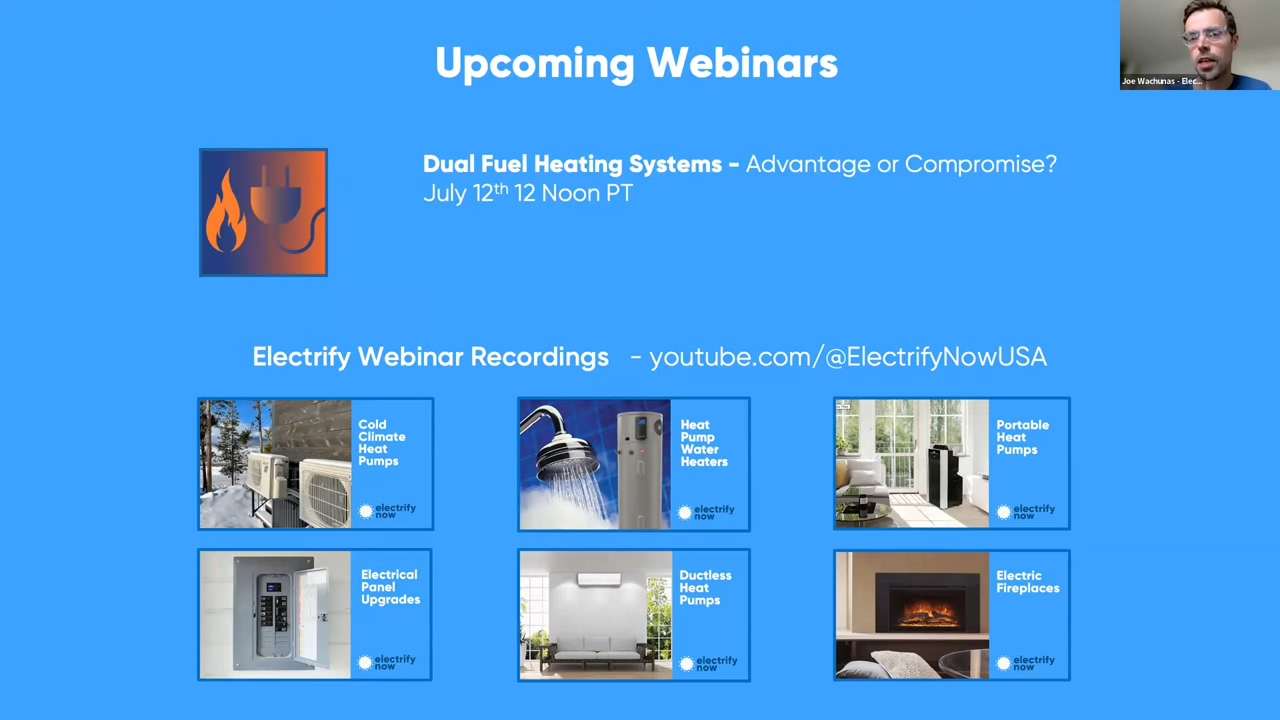 Upcoming Webinars
Joe Wachunas - Elec...
Dual Fuel Heating Systems - Advantage or Compromise?
July 12th 12 Noon PT
Electrify Webinar Recordings - youtube.com/@ElectrifyNowUSA
Cold
Climate
Heat
Pumps
electrify
now
Heat
Pump
Water
Heaters
electrify
now
Portable
Heat
Pumps
electrify
now
Electrical
Panel
Upgrades
electrify
now
Ductless
Heat
Pumps
electrify
now
Electric
Fireplaces
electrify
now